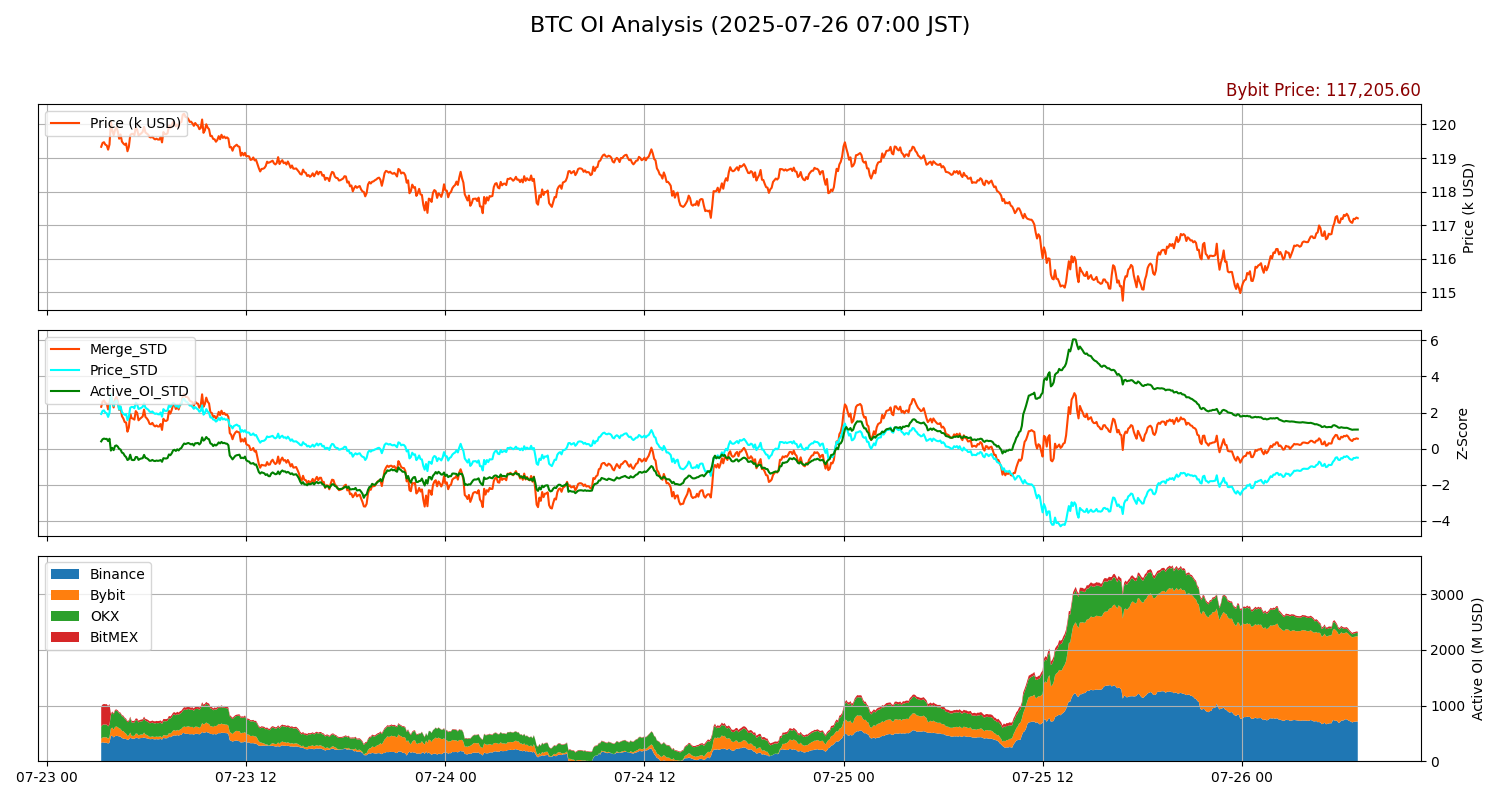 BTC OI Analysis (2025-07-26 07:00 JST)
Bybit Price: 117,205.60
Price (k USD)
120
119
118
117
116
115
Price (k USD)
Merge_STD
Price_STD
Active_OI_STD
6
4
2
0
−2
−4
Z-Score
Binance
Bybit
OKX
BitMEX
3000
2000
1000
0
Active OI (M USD)
07-23 00
07-23 12
07-24 00
07-24 12
07-25 00
07-25 12
07-26 00